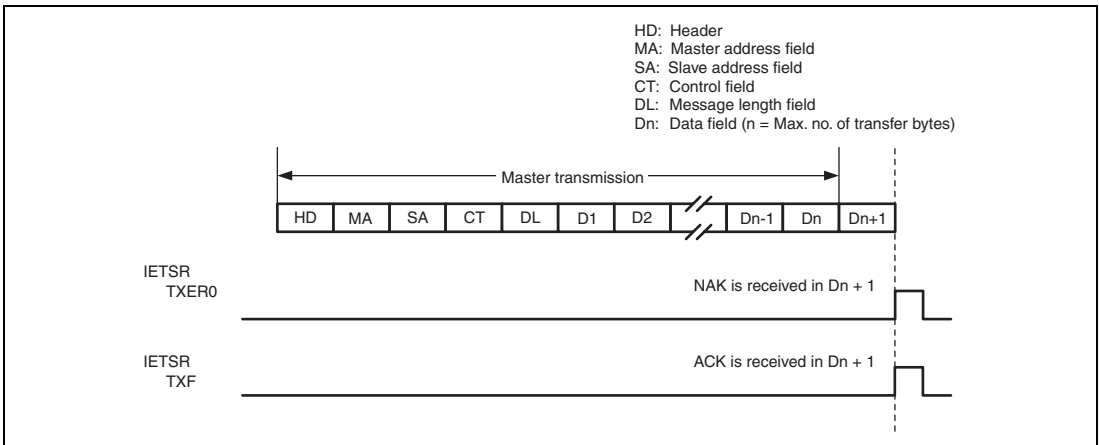 HD: Header
MA: Master address field
SA: Slave address field
CT: Control field
DL: Message length field
Dn: Data field (n = Max. no. of transfer bytes)
Master transmission
HD MA SA CT DL D1 D2 Dn-1 Dn Dn+1
IETSR
TXER0
NAK is received in Dn + 1
IETSR
TXF
ACK is received in Dn + 1